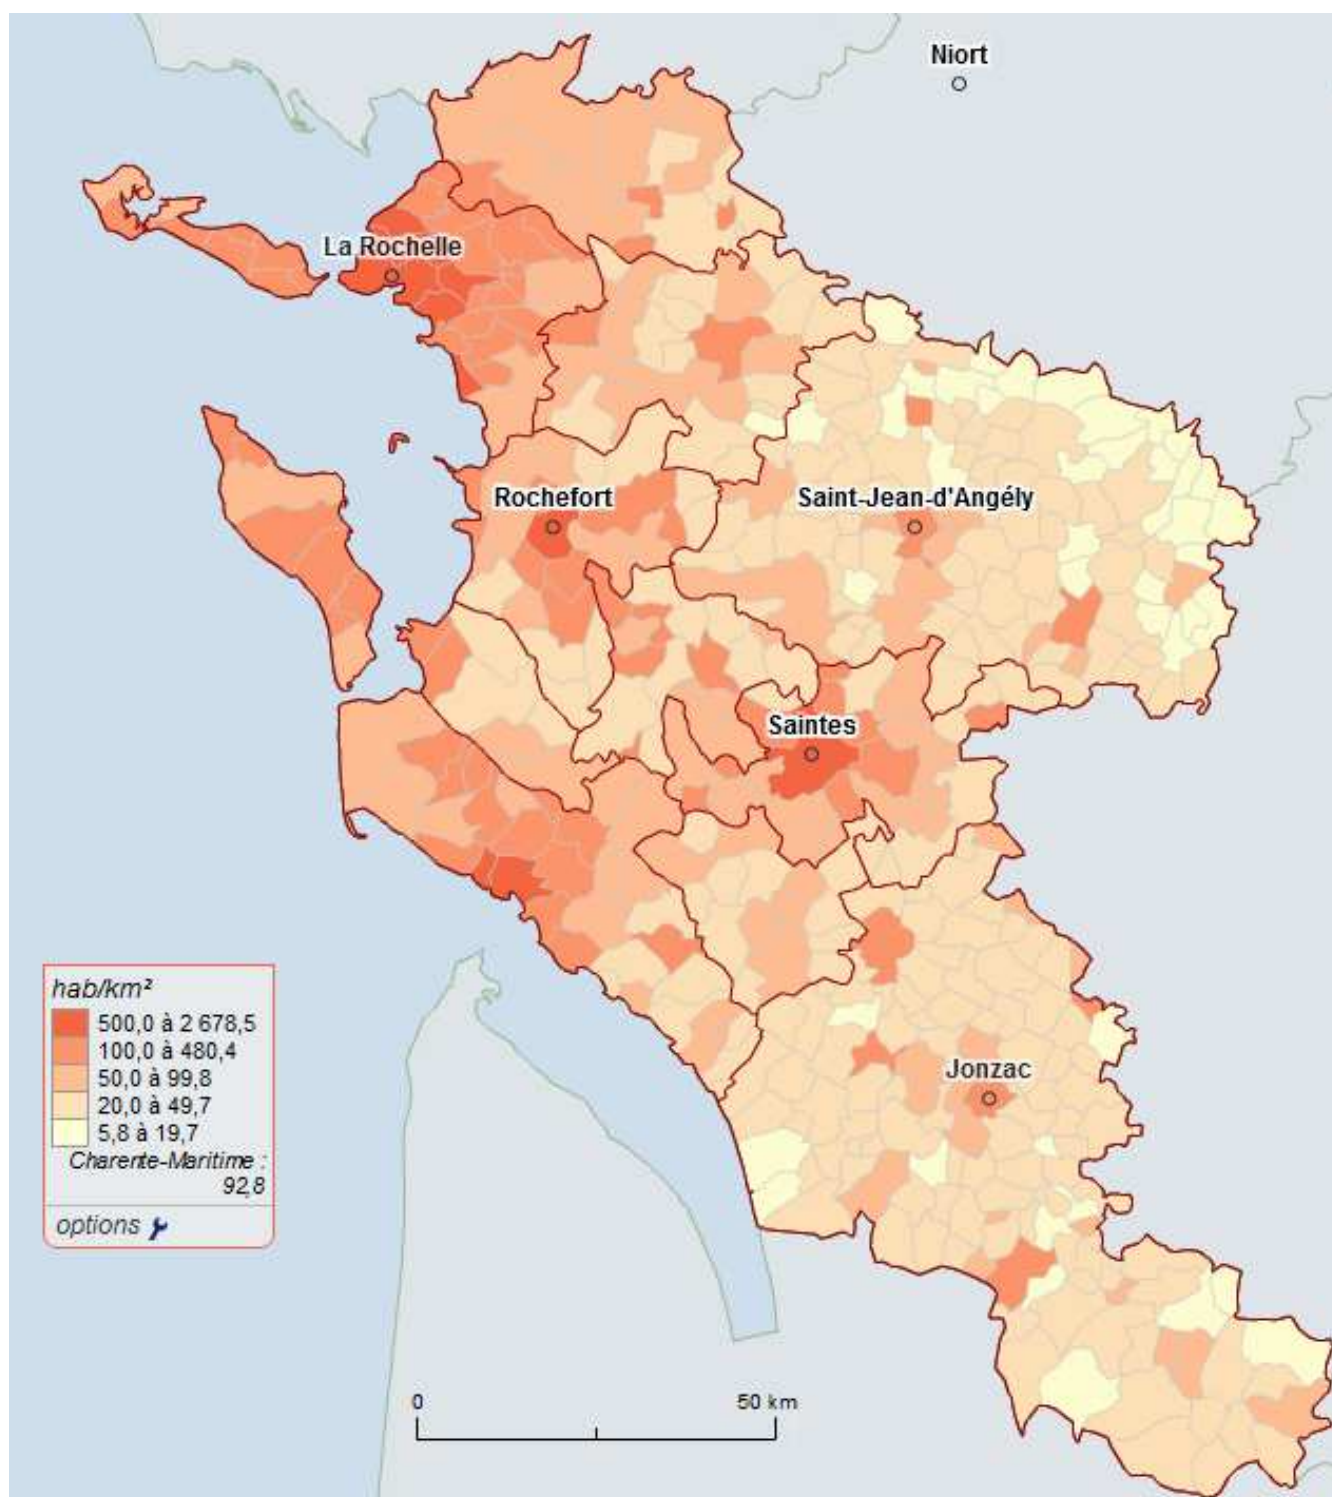 Niort
La Rochelle
Rochefort
Saint-Jean-d'Angély
Saintes
hab/km²
500,0 à 2 678,5
100,0 à 480,4
50,0 à 99,8
20,0 à 49,7
5,8 à 19,7
Charente-Maritime :
92,8
options
Jonzac
0
50 km